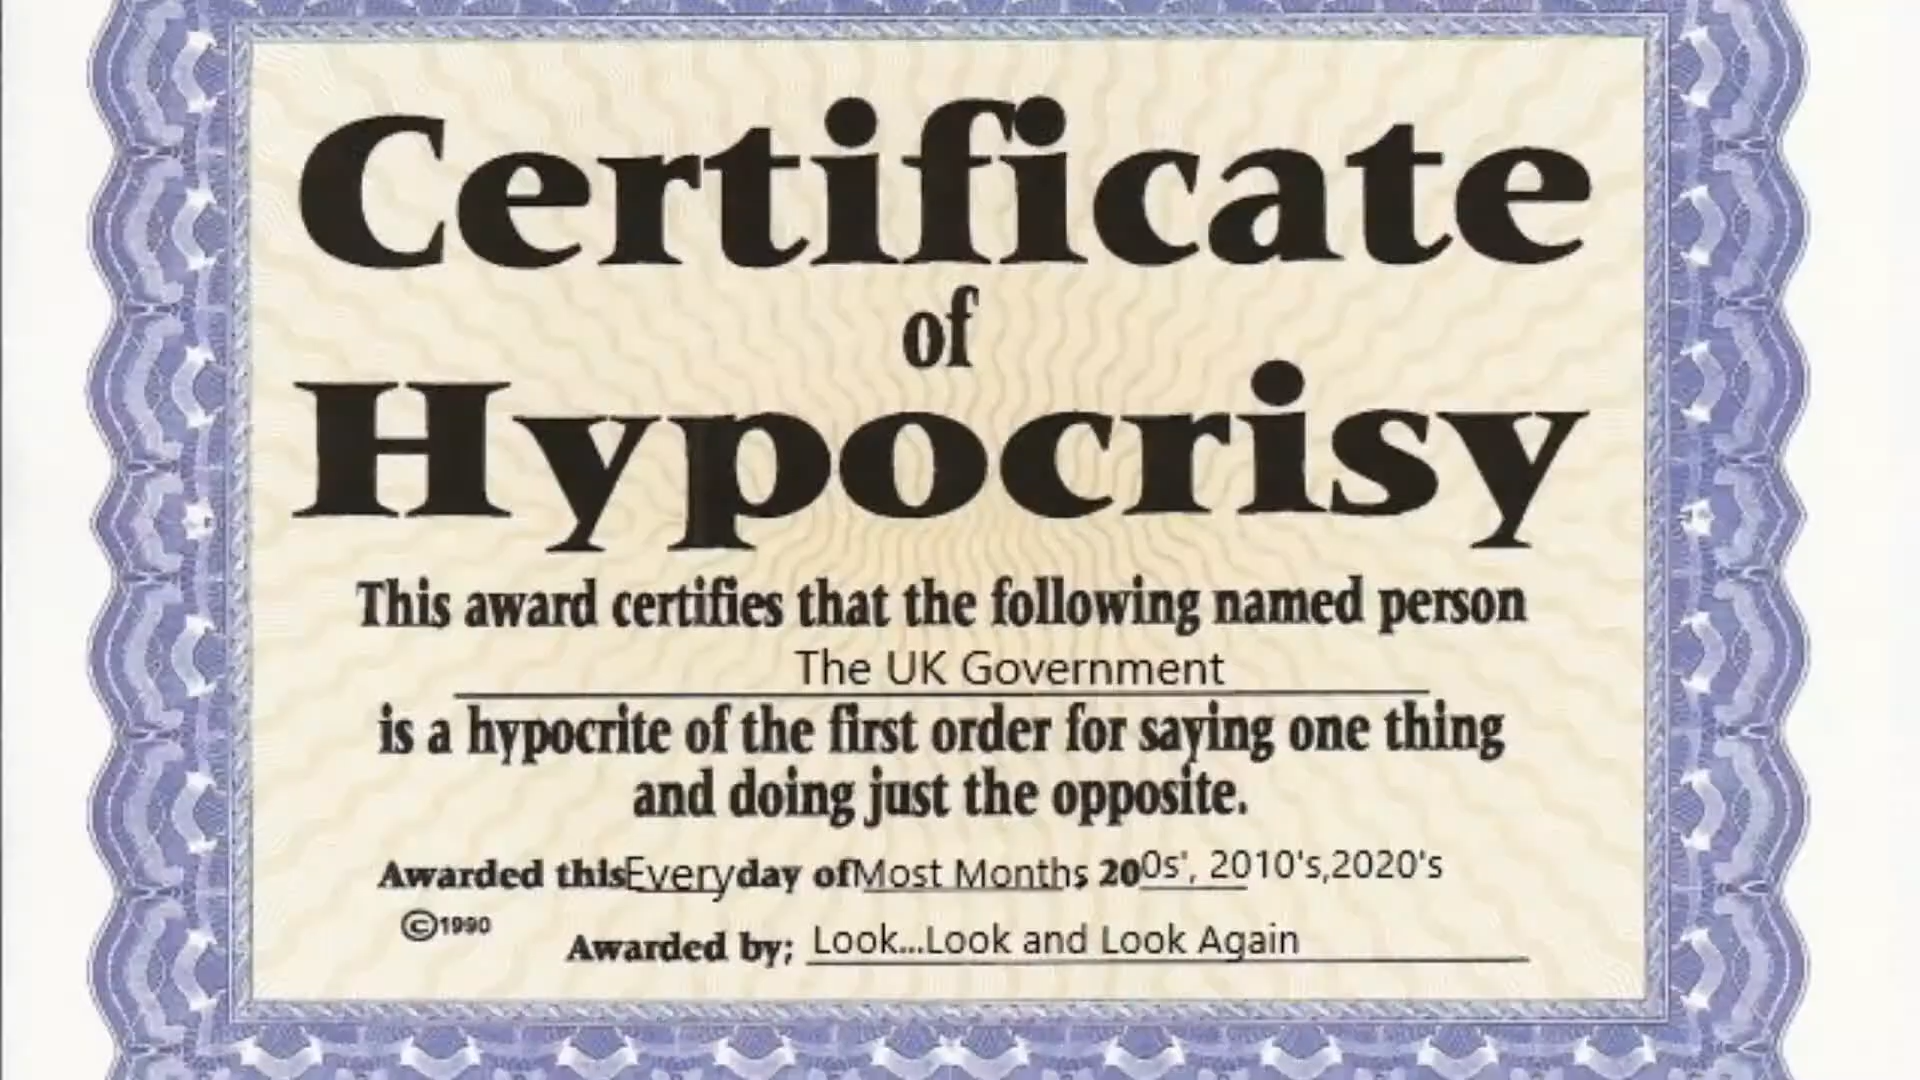 Certificate
of
Hypocrisy
This award certifies that the following named person
The UK Government
is a hypocrite of the first order for saying one thing
and doing just the opposite.
Awarded thisEveryday ofMost Months 200s', 2010's,2020's
©1990
Awarded by; Look...Look and Look Again